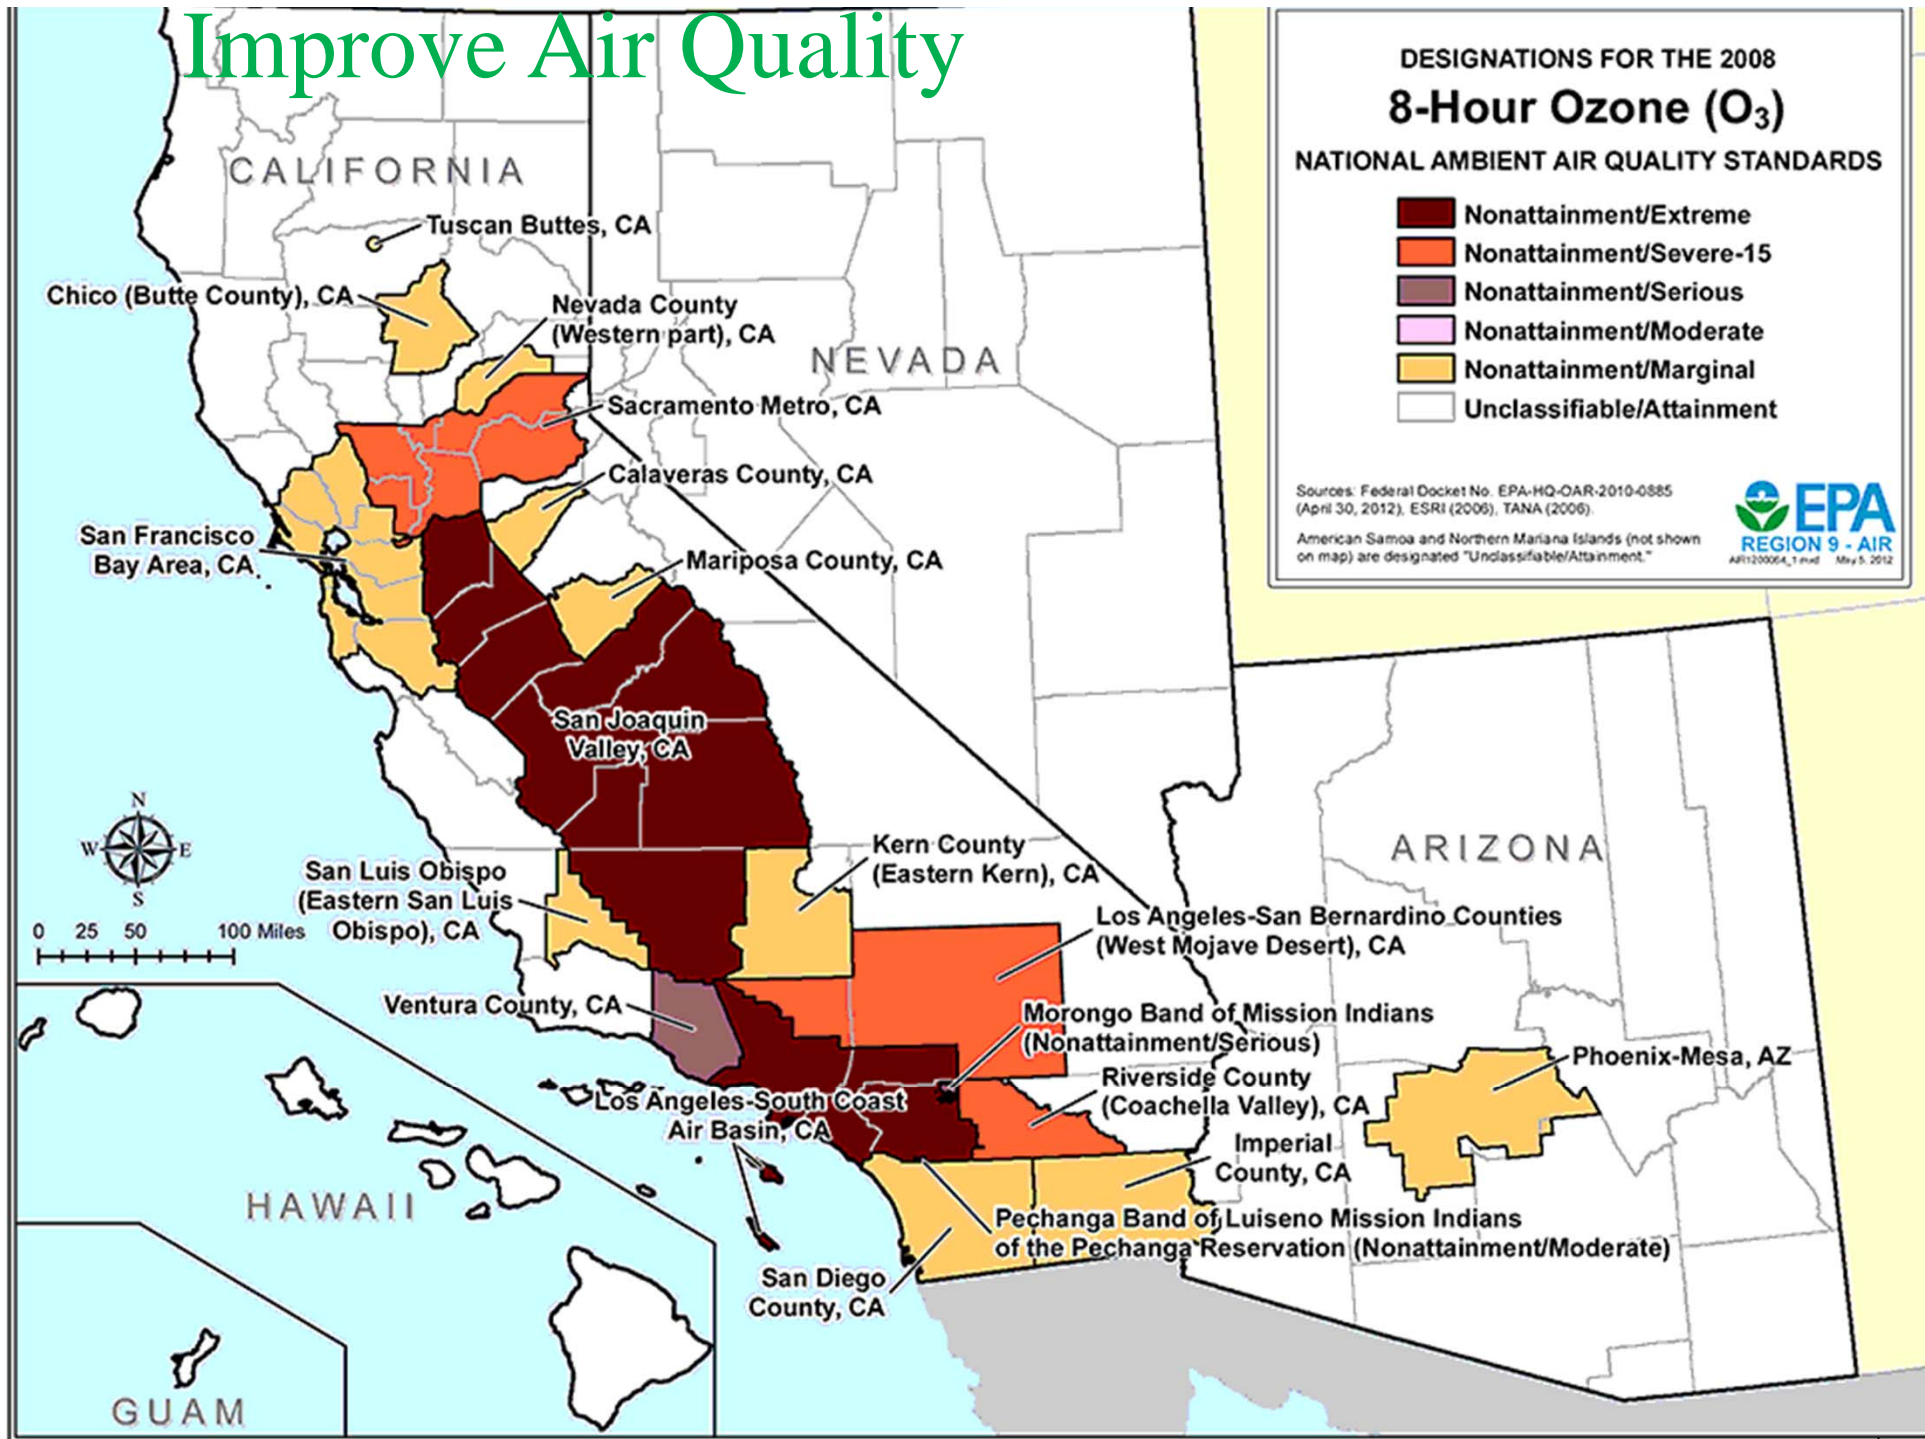 Improve Air Quality
DESIGNATIONS FOR THE 2008
8-Hour Ozone (O₃)
NATIONAL AMBIENT AIR QUALITY STANDARDS
Nonattainment/Extreme
Nonattainment/Severe-15
Nonattainment/Serious
Nonattainment/Moderate
Nonattainment/Marginal
Unclassifiable/Attainment
Sources: Federal Docket No. EPA-HQ-OAR-2010-0885
(April 30, 2012), ESRI (2006), TANA (2006).
American Samoa and Northern Mariana Islands (not shown
on map) are designated "Unclassifiable/Attainment."
EPA
REGION 9 - AIR
AIR1200064_1.mxd May 5, 2012
CALIFORNIA
Tuscan Buttes, CA
Chico (Butte County), CA
Nevada County
(Western part), CA
NEVADA
Sacramento Metro, CA
Calaveras County, CA
San Francisco
Bay Area, CA
Mariposa County, CA
San Joaquin
Valley, CA
N
W
E
S
0 25 50 100 Miles
ARIZONA
Kern County
(Eastern Kern), CA
San Luis Obispo
(Eastern San Luis
Obispo), CA
Los Angeles-San Bernardino Counties
(West Mojave Desert), CA
Ventura County, CA
Morongo Band of Mission Indians
(Nonattainment/Serious)
Phoenix-Mesa, AZ
Riverside County
(Coachella Valley), CA
Los Angeles-South Coast
Air Basin, CA
Imperial
County, CA
Pechanga Band of Luiseno Mission Indians
of the Pechanga Reservation (Nonattainment/Moderate)
San Diego
County, CA
HAWAII
GUAM